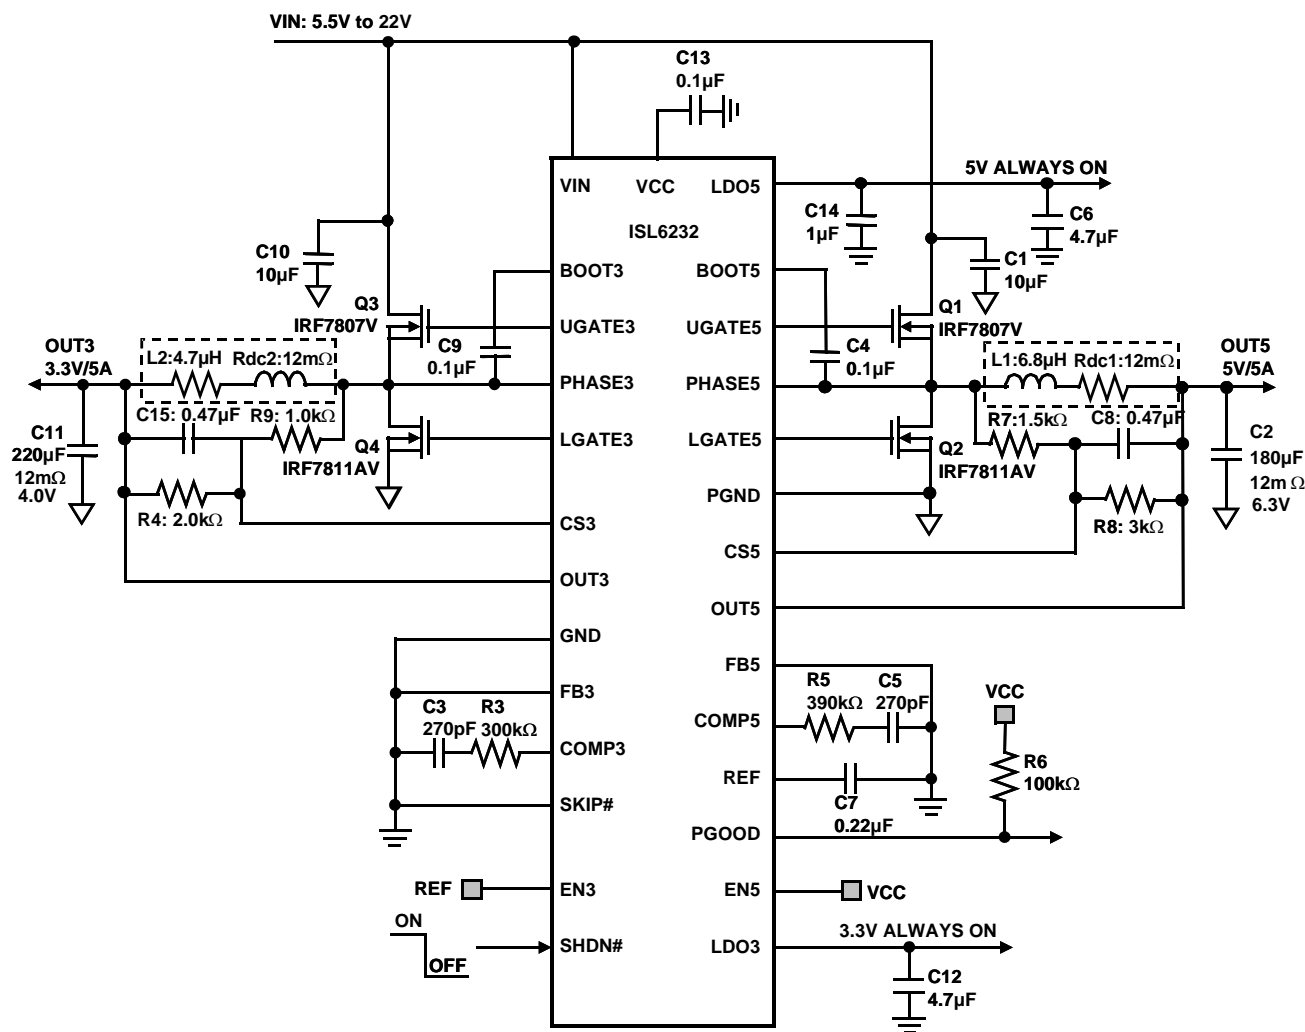 VIN: 5.5V to 22V
C13
0.1µF
VIN
VCC
LDO5
5V ALWAYS ON
C14
1µF
C6
4.7µF
ISL6232
C10
10µF
BOOT3
BOOT5
C1
10µF
Q3
IRF7807V
UGATE3
UGATE5
Q1
IRF7807V
OUT3
3.3V/5A
L2:4.7µH
Rdc2:12mΩ
C9
0.1µF
C4
0.1µF
L1:6.8µH
Rdc1:12mΩ
OUT5
5V/5A
PHASE3
PHASE5
C15: 0.47µF
R9: 1.0kΩ
R7:1.5kΩ
C8: 0.47µF
C11
220µF
12mΩ
4.0V
Q4
IRF7811AV
LGATE3
LGATE5
Q2
IRF7811AV
C2
180µF
12m Ω
6.3V
PGND
R4: 2.0kΩ
CS3
R8: 3kΩ
CS5
OUT3
OUT5
GND
FB5
FB3
R5
390kΩ
C5
270pF
VCC
C3
270pF
R3
300kΩ
COMP3
COMP5
REF
R6
100kΩ
C7
0.22µF
SKIP#
PGOOD
REF
EN3
EN5
VCC
ON
OFF
SHDN#
LDO3
3.3V ALWAYS ON
C12
4.7µF